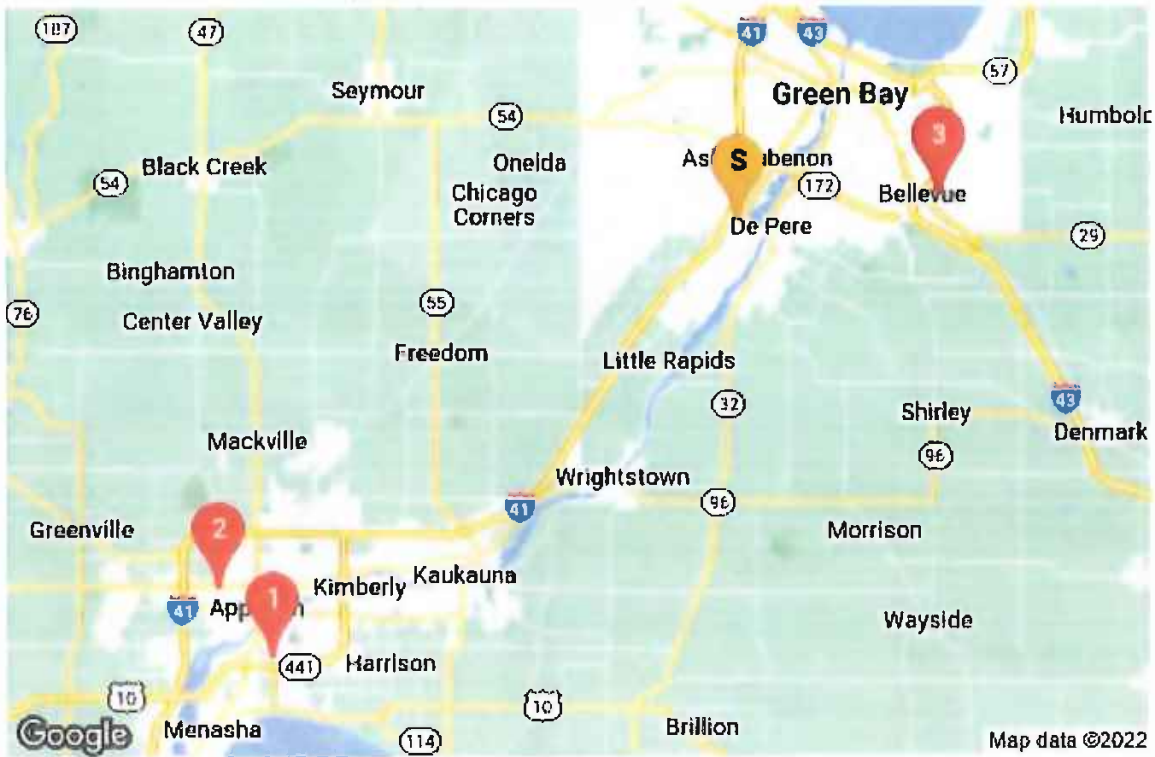 187
47
41
43
57
Seymour
Green Bay
3
Humbolc
54
Black Creek
Oneida
S
54
Chicago
Corners
172
Bellevue
De Pere
29
Binghamton
76
Center Valley
55
Freedom
Little Rapids
32
43
Shirley
Denmark
Mackville
96
Wrightstown
41
96
Greenville
2
Morrison
Kimberly
Kaukauna
41
1
Wayside
441
Harrison
10
10
Google
Menasha
114
Brillion
Map data ©2022